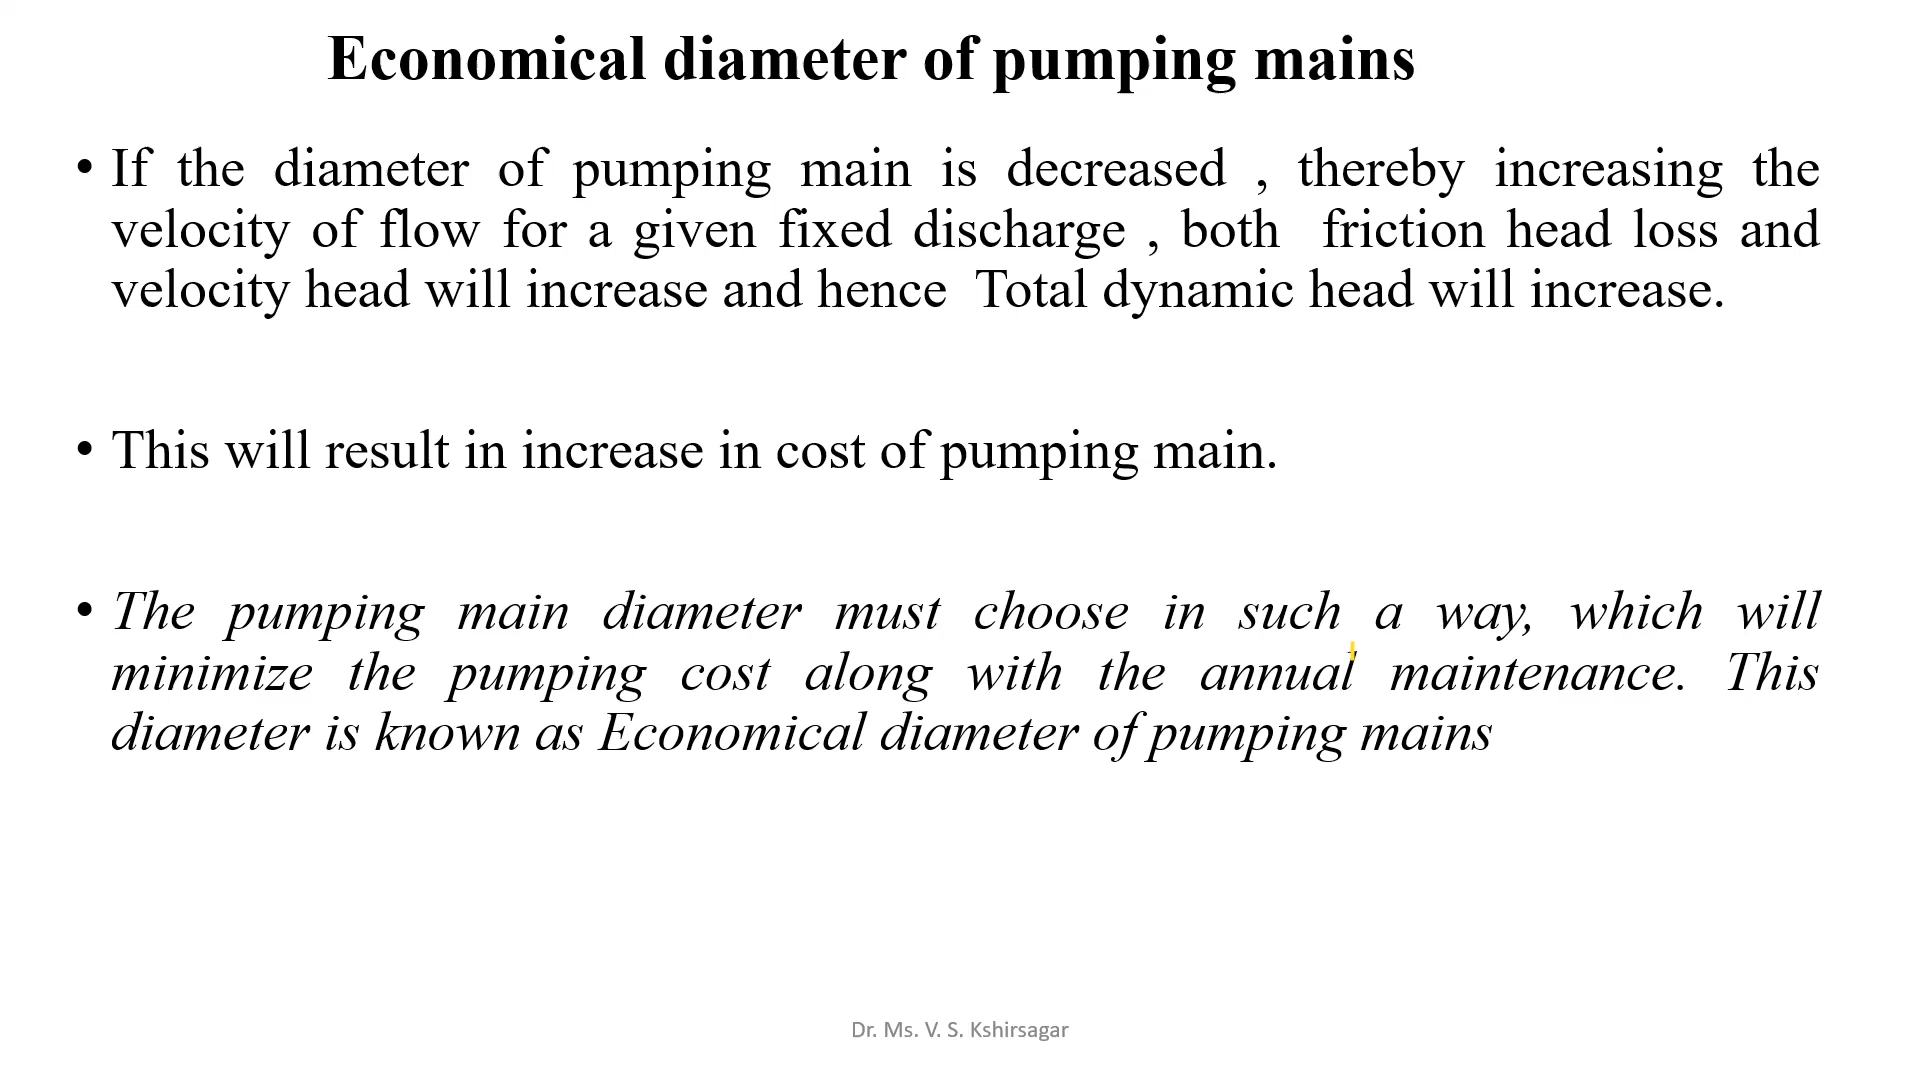 Economical diameter of pumping mains
• If the diameter of pumping main is decreased , thereby increasing the
velocity of flow for a given fixed discharge , both friction head loss and
velocity head will increase and hence Total dynamic head will increase.
• This will result in increase in cost of pumping main.
• The pumping main diameter must choose in such a way, which will
minimize the pumping cost along with the annual maintenance. This
diameter is known as Economical diameter of pumping mains
Dr. Ms. V. S. Kshirsagar